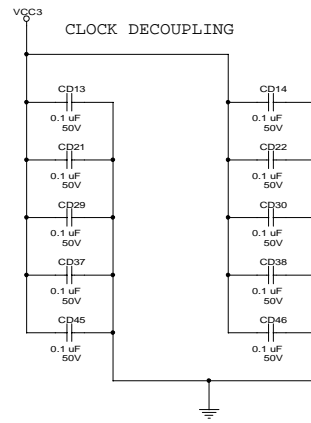 VCC3
CLOCK DECOUPLING
CD13
0.1 uF
50V
CD21
0.1 uF
50V
CD29
0.1 uF
50V
CD37
0.1 uF
50V
CD45
0.1 uF
50V
CD14
0.1 uF
50V
CD22
0.1 uF
50V
CD30
0.1 uF
50V
CD38
0.1 uF
50V
CD46
0.1 uF
50V